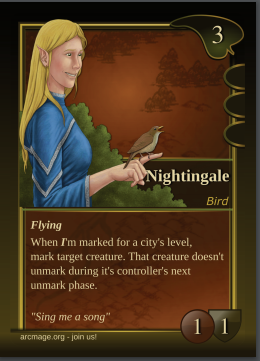 3
Nightingale
Bird
Flying
When I'm marked for a city's level,
mark target creature. That creature doesn't
unmark during it's controller's next
unmark phase.
"Sing me a song"
1 1
arcmage.org - join us!